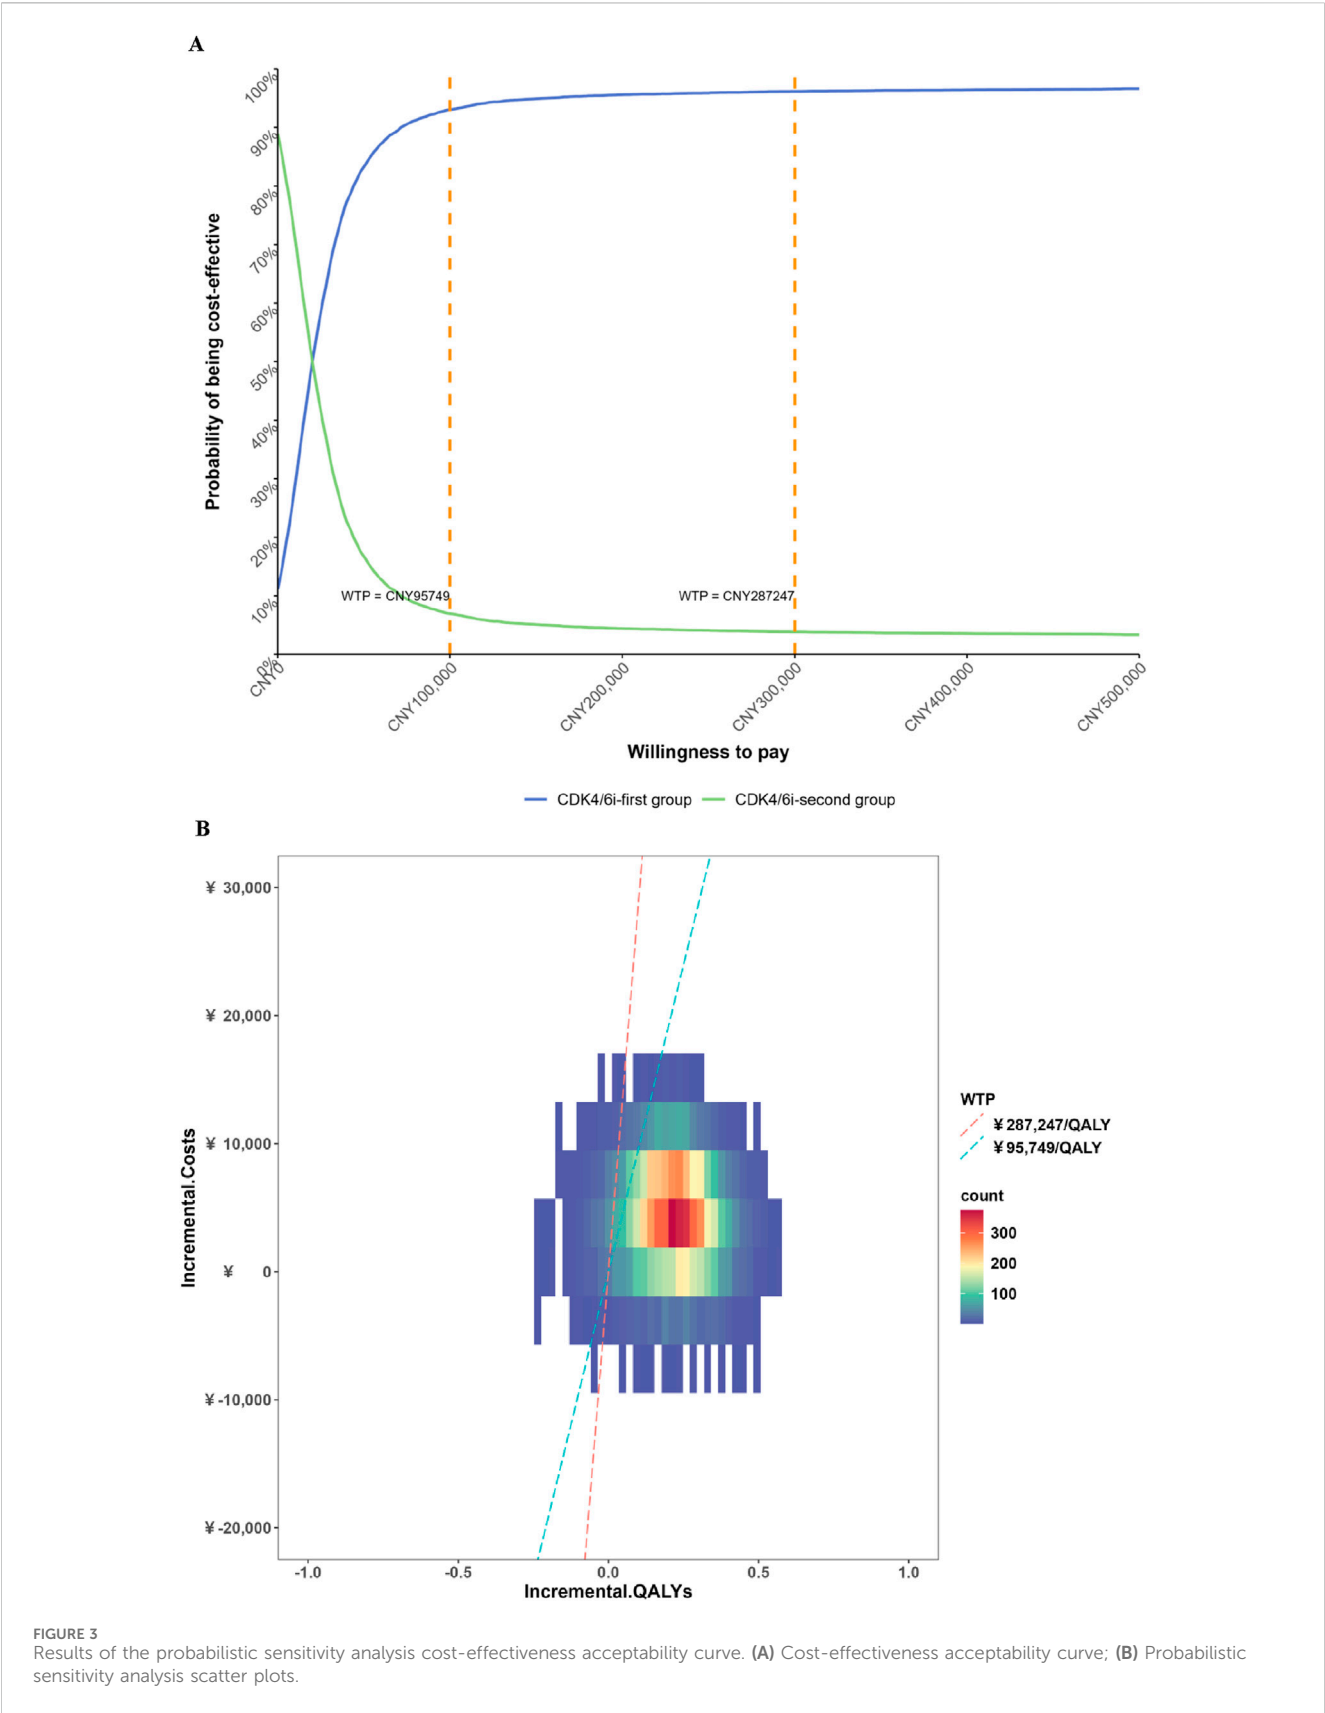 A
100%
90%
80%
70%
60%
50%
40%
30%
20%
10%
0%
Probability of being cost-effective
WTP = CNY95749
WTP = CNY287247
CNY0
CNY100,000
CNY200,000
CNY300,000
CNY400,000
CNY500,000
Willingness to pay
CDK4/6i-first group
CDK4/6i-second group
B
¥ 30,000
¥ 20,000
¥ 10,000
¥ 0
¥ -10,000
¥ -20,000
Incremental.Costs
-1.0
-0.5
0.0
0.5
1.0
Incremental.QALYs
WTP
¥ 287,247/QALY
¥ 95,749/QALY
count
300
200
100
FIGURE 3
Results of the probabilistic sensitivity analysis cost-effectiveness acceptability curve. (A) Cost-effectiveness acceptability curve; (B) Probabilistic
sensitivity analysis scatter plots.